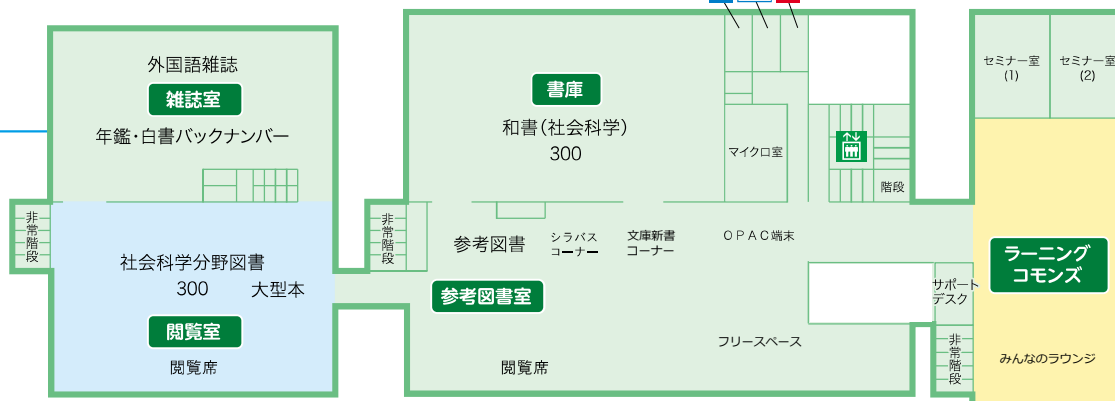 外国語雑誌
雑誌室
年鑑・白書バックナンバー
非常階段
社会科学分野図書
300 大型本
閲覧室
閲覧席
書庫
和書(社会科学)
300
マイクロ室
階段
非常階段
参考図書
シラバス
コーナー
文庫新書
コーナー
OPAC端末
参考図書室
閲覧席
フリースペース
サポート
デスク
非常階段
セミナー室
(1)
セミナー室
(2)
ラーニング
コモンズ
みんなのラウンジ